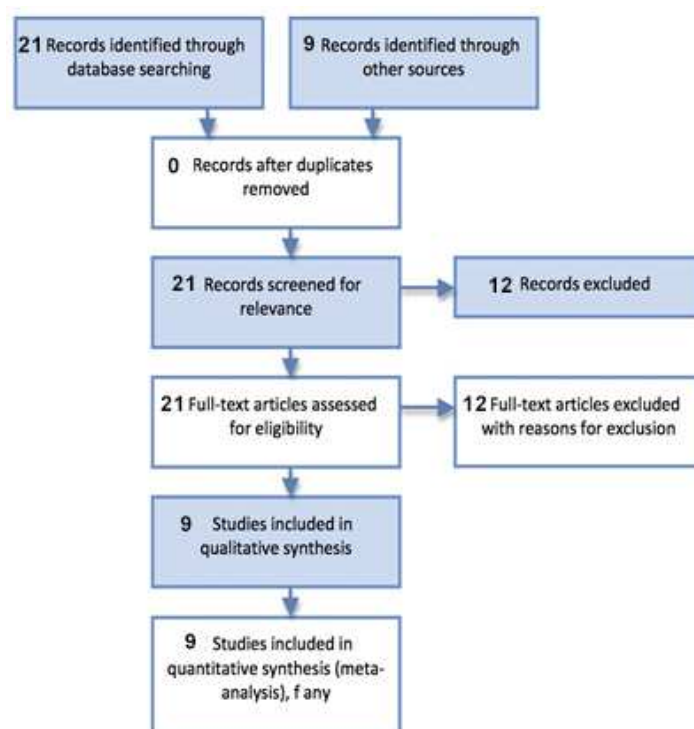 21 Records identified through
database searching
9 Records identified through
other sources
0 Records after duplicates
removed
21 Records screened for
relevance
12 Records excluded
21 Full-text articles assessed
for eligibility
12 Full-text articles excluded
with reasons for exclusion
9 Studies included in
qualitative synthesis
9 Studies included in
quantitative synthesis (meta-
analysis), f any